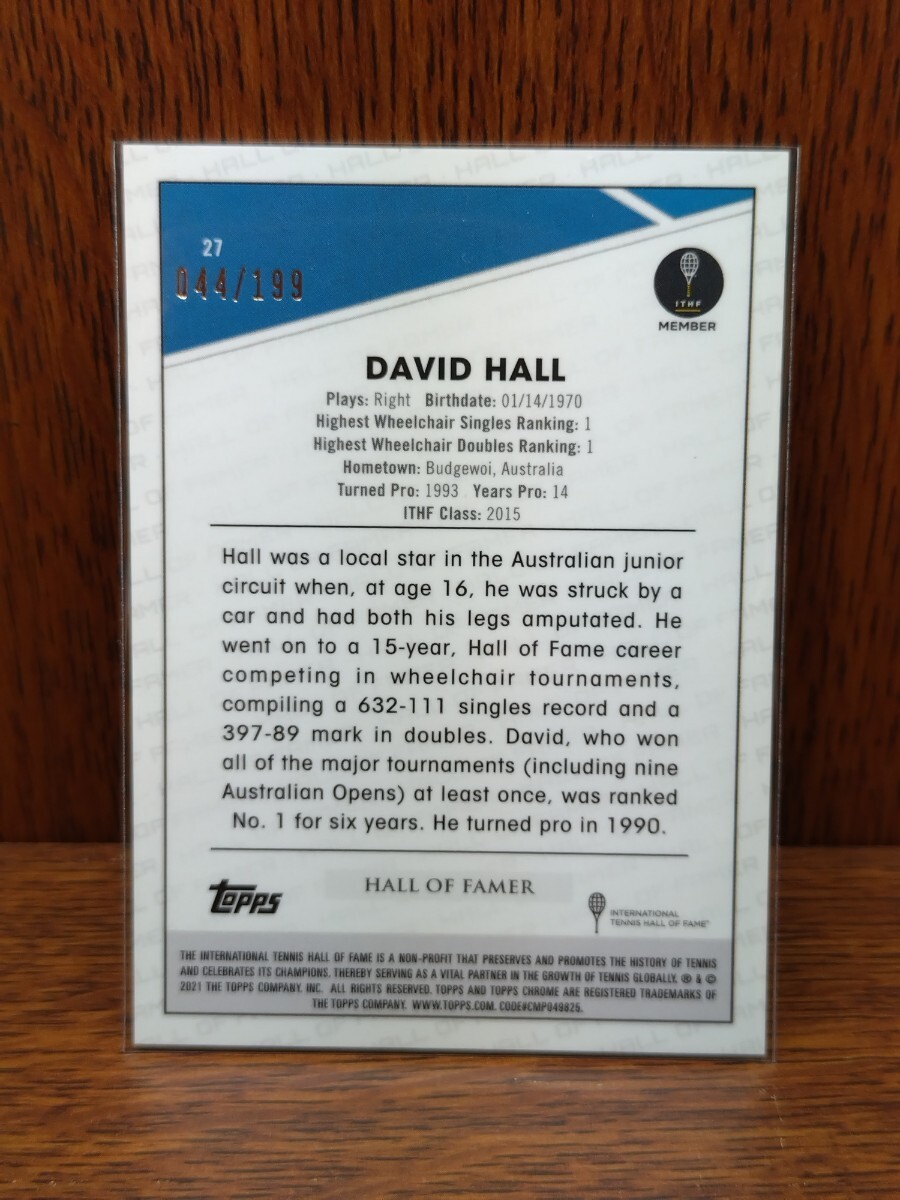 27
044/199
ITHF
MEMBER
DAVID HALL
Plays: Right Birthdate: 01/14/1970
Highest Wheelchair Singles Ranking: 1
Highest Wheelchair Doubles Ranking: 1
Hometown: Budgewoi, Australia
Turned Pro: 1993 Years Pro: 14
ITHF Class: 2015
Hall was a local star in the Australian junior
circuit when, at age 16, he was struck by a
car and had both his legs amputated. He
went on to a 15-year, Hall of Fame career
competing in wheelchair tournaments,
compiling a 632-111 singles record and a
397-89 mark in doubles. David, who won
all of the major tournaments (including nine
Australian Opens) at least once, was ranked
No. 1 for six years. He turned pro in 1990.
topps
HALL OF FAMER
INTERNATIONAL
TENNIS HALL OF FAME
THE INTERNATIONAL TENNIS HALL OF FAME IS A NON-PROFIT THAT PRESERVES AND PROMOTES THE HISTORY OF TENNIS
AND CELEBRATES ITS CHAMPIONS, THEREBY SERVING AS A VITAL PARTNER IN THE GROWTH OF TENNIS GLOBALLY. ® & ©
2021 THE TOPPS COMPANY, INC. ALL RIGHTS RESERVED. TOPPS AND TOPPS CHROME ARE REGISTERED TRADEMARKS OF
THE TOPPS COMPANY. WWW.TOPPS.COM. CODE#CMP049825.